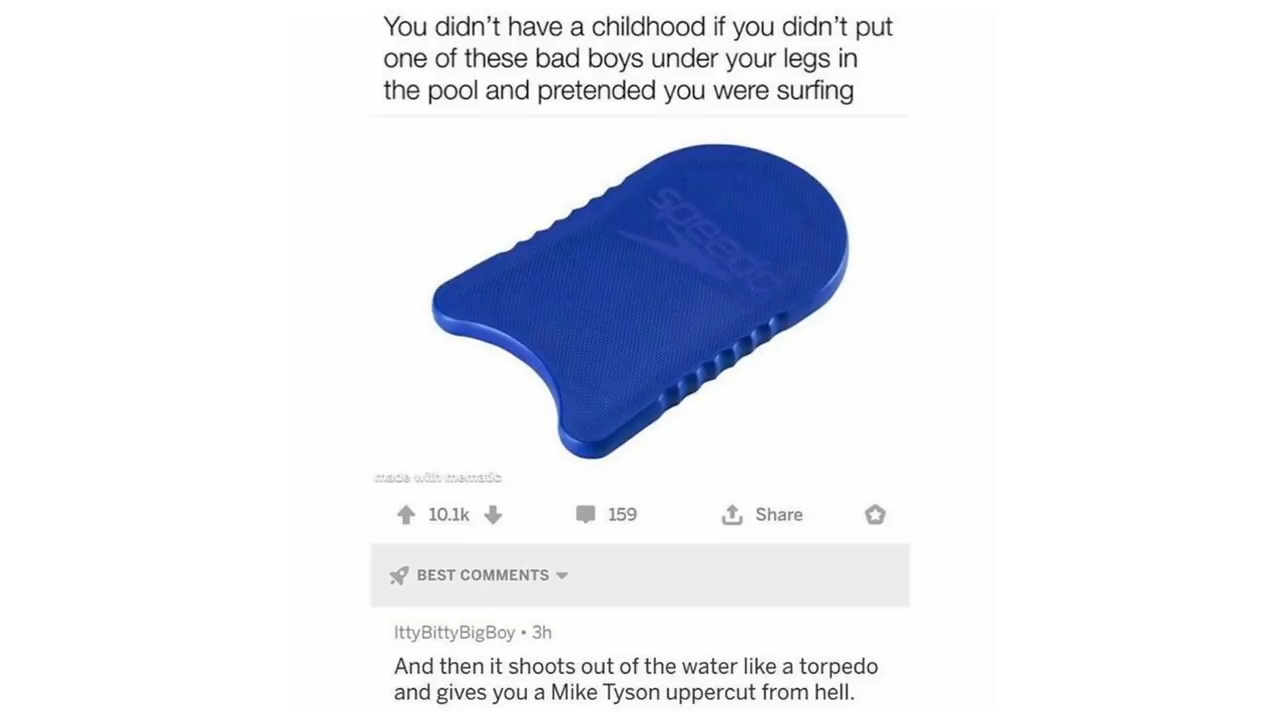 You didn't have a childhood if you didn't put
one of these bad boys under your legs in
the pool and pretended you were surfing
speedo
made with mematic
10.1k
159
Share
BEST COMMENTS
IttyBittyBigBoy • 3h
And then it shoots out of the water like a torpedo
and gives you a Mike Tyson uppercut from hell.